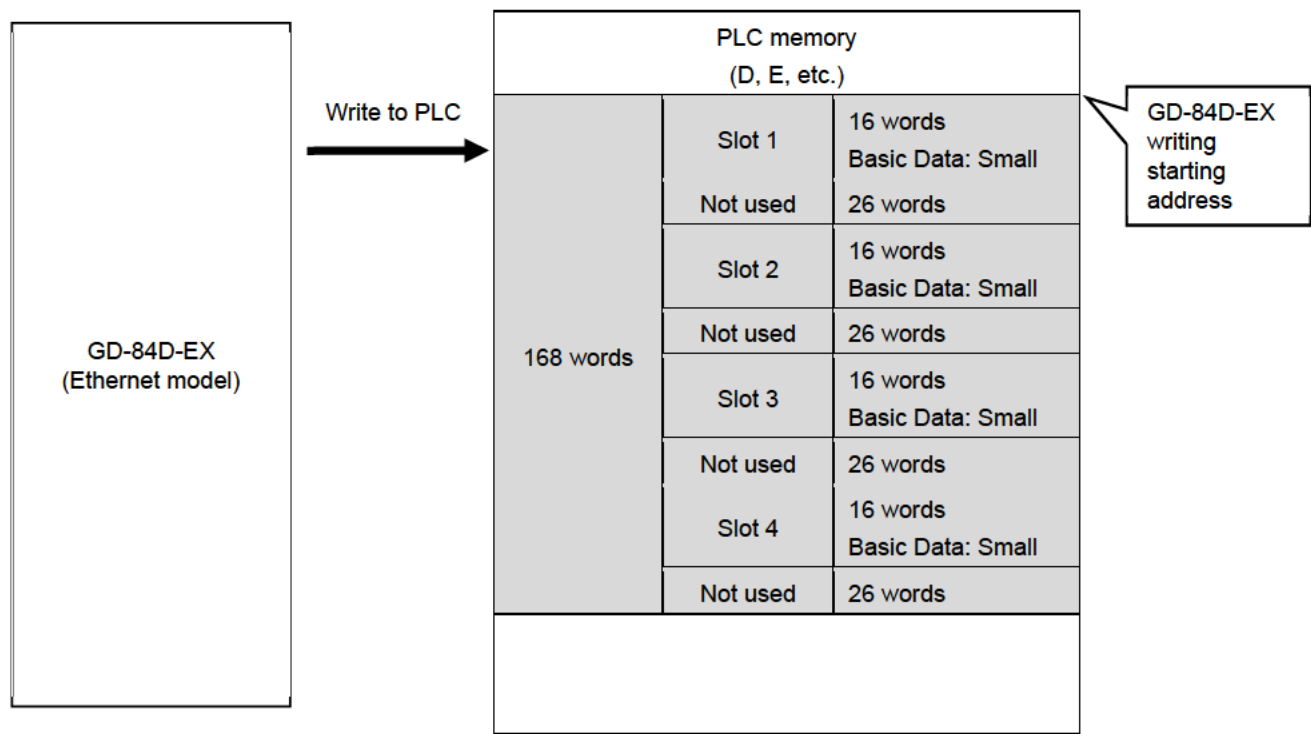 PLC memory
(D, E, etc.)
Write to PLC
GD-84D-EX
(Ethernet model)
168 words
Slot 1
16 words
Basic Data: Small
Not used
26 words
Slot 2
16 words
Basic Data: Small
Not used
26 words
Slot 3
16 words
Basic Data: Small
Not used
26 words
Slot 4
16 words
Basic Data: Small
Not used
26 words
GD-84D-EX
writing
starting
address